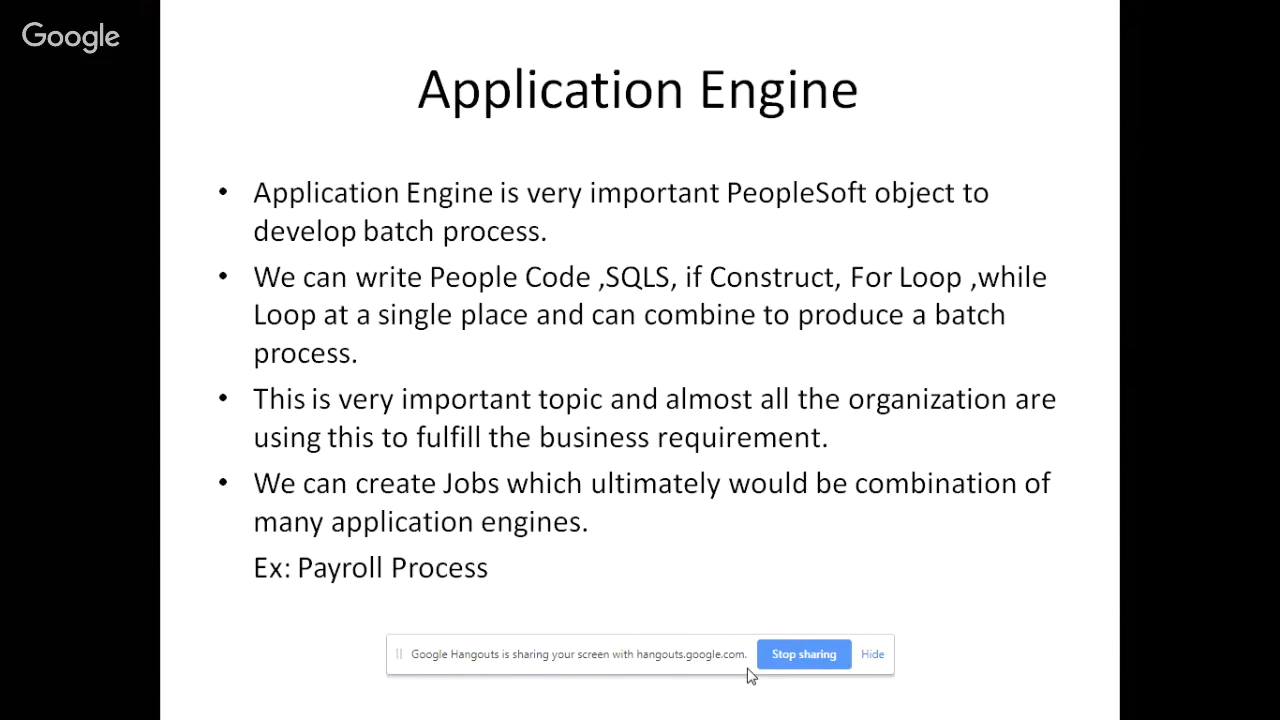 Google
Application Engine
• Application Engine is very important PeopleSoft object to
develop batch process.
• We can write People Code ,SQLS, if Construct, For Loop ,while
Loop at a single place and can combine to produce a batch
process.
• This is very important topic and almost all the organization are
using this to fulfill the business requirement.
• We can create Jobs which ultimately would be combination of
many application engines.
Ex: Payroll Process
Google Hangouts is sharing your screen with hangouts.google.com. Stop sharing Hide